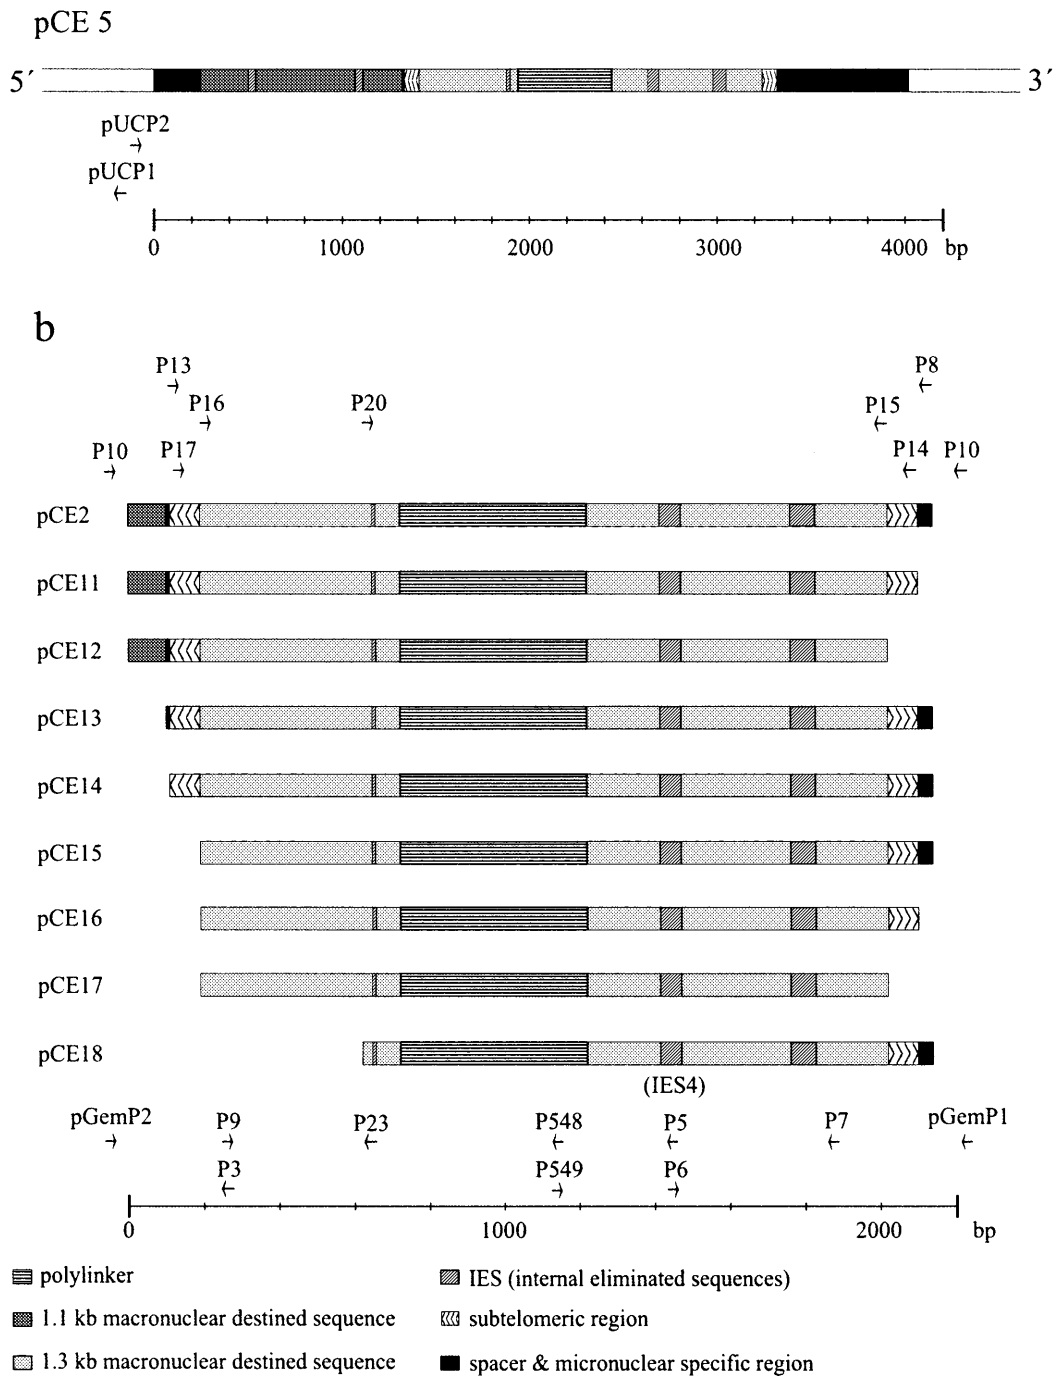 pCE 5
5´ 3´
pUCP2
pUCP1
0 1000 2000 3000 4000 bp
b
P13 P8
P16 P20 P15
P10 P17 P14 P10
pCE2
pCE11
pCE12
pCE13
pCE14
pCE15
pCE16
pCE17
pCE18
(IES4)
pGemP2 P9 P23 P548 P5 P7 pGemP1
P3 P549 P6
0 1000 2000 bp
polylinker IES (internal eliminated sequences)
1.1 kb macronuclear destined sequence subtelomeric region
1.3 kb macronuclear destined sequence spacer & micronuclear specific region